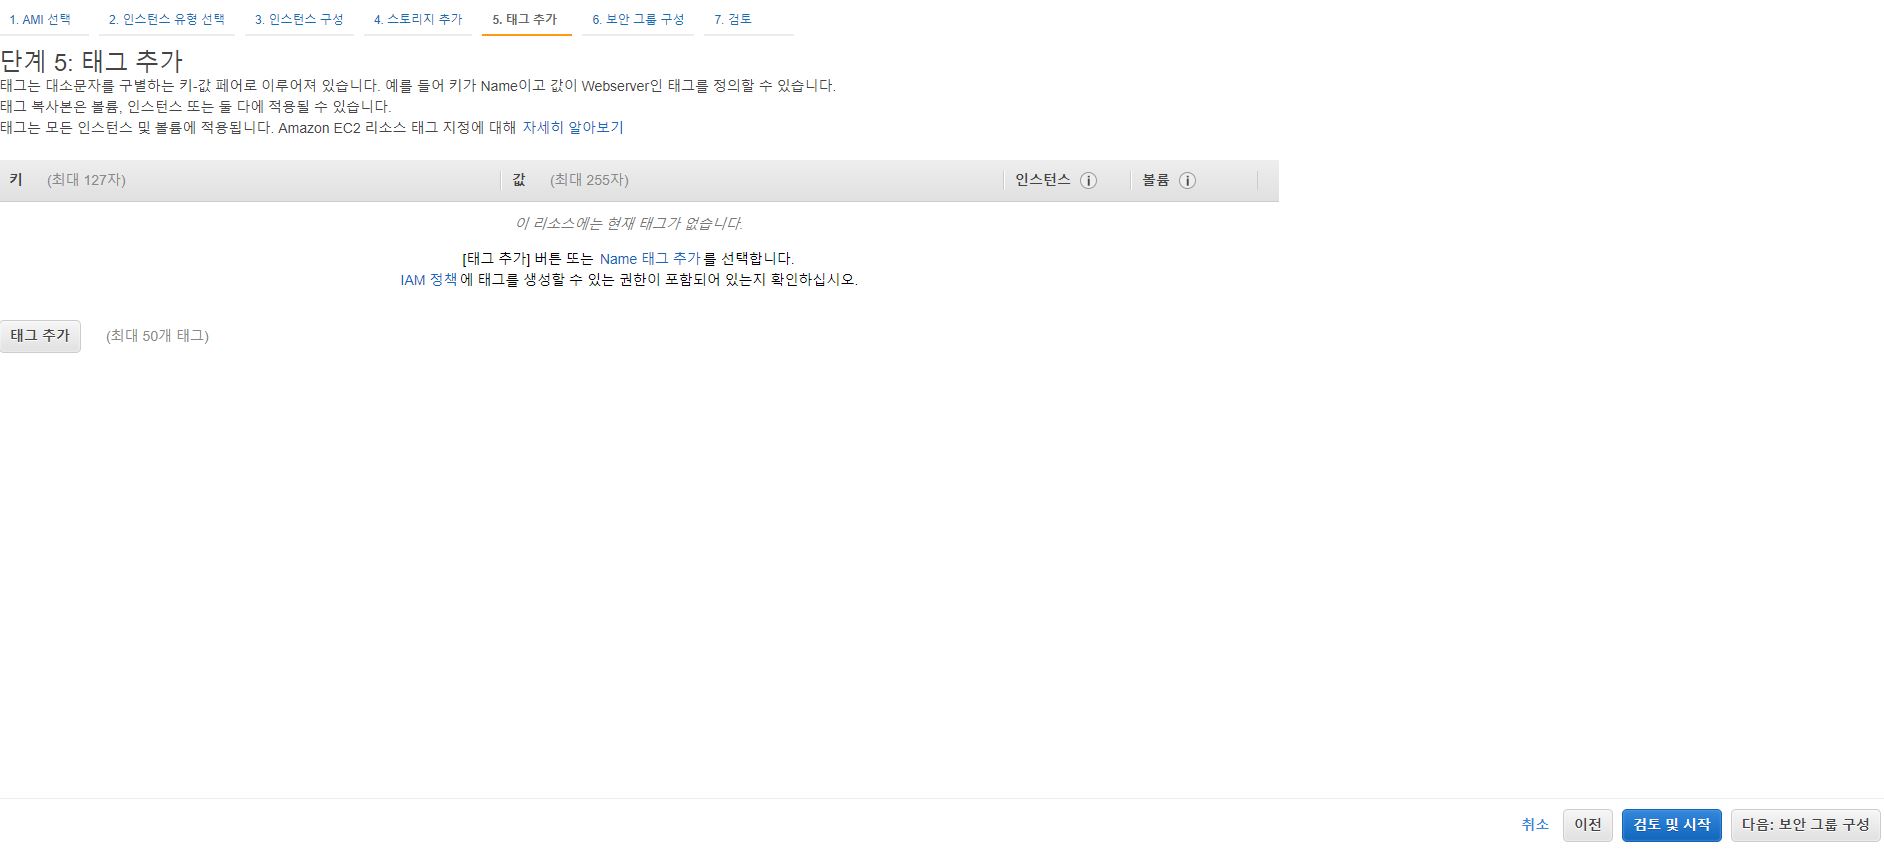 1. AMI 선택 2. 인스턴스 유형 선택 3. 인스턴스 구성 4. 스토리지 추가 5. 태그 추가 6. 보안 그룹 구성 7. 검토
단계 5: 태그 추가
태그는 대소문자를 구별하는 키-값 페어로 이루어져 있습니다. 예를 들어 키가 Name이고 값이 Webserver인 태그를 정의할 수 있습니다.
태그 복사본은 볼륨, 인스턴스 또는 둘 다에 적용될 수 있습니다.
태그는 모든 인스턴스 및 볼륨에 적용됩니다. Amazon EC2 리소스 태그 지정에 대해 자세히 알아보기
키 (최대 127자) 값 (최대 255자) 인스턴스 볼륨
이 리소스에는 현재 태그가 없습니다.
[태그 추가] 버튼 또는 Name 태그 추가를 선택합니다.
IAM 정책에 태그를 생성할 수 있는 권한이 포함되어 있는지 확인하십시오.
태그 추가 (최대 50개 태그)
취소 이전 검토 및 시작 다음: 보안 그룹 구성